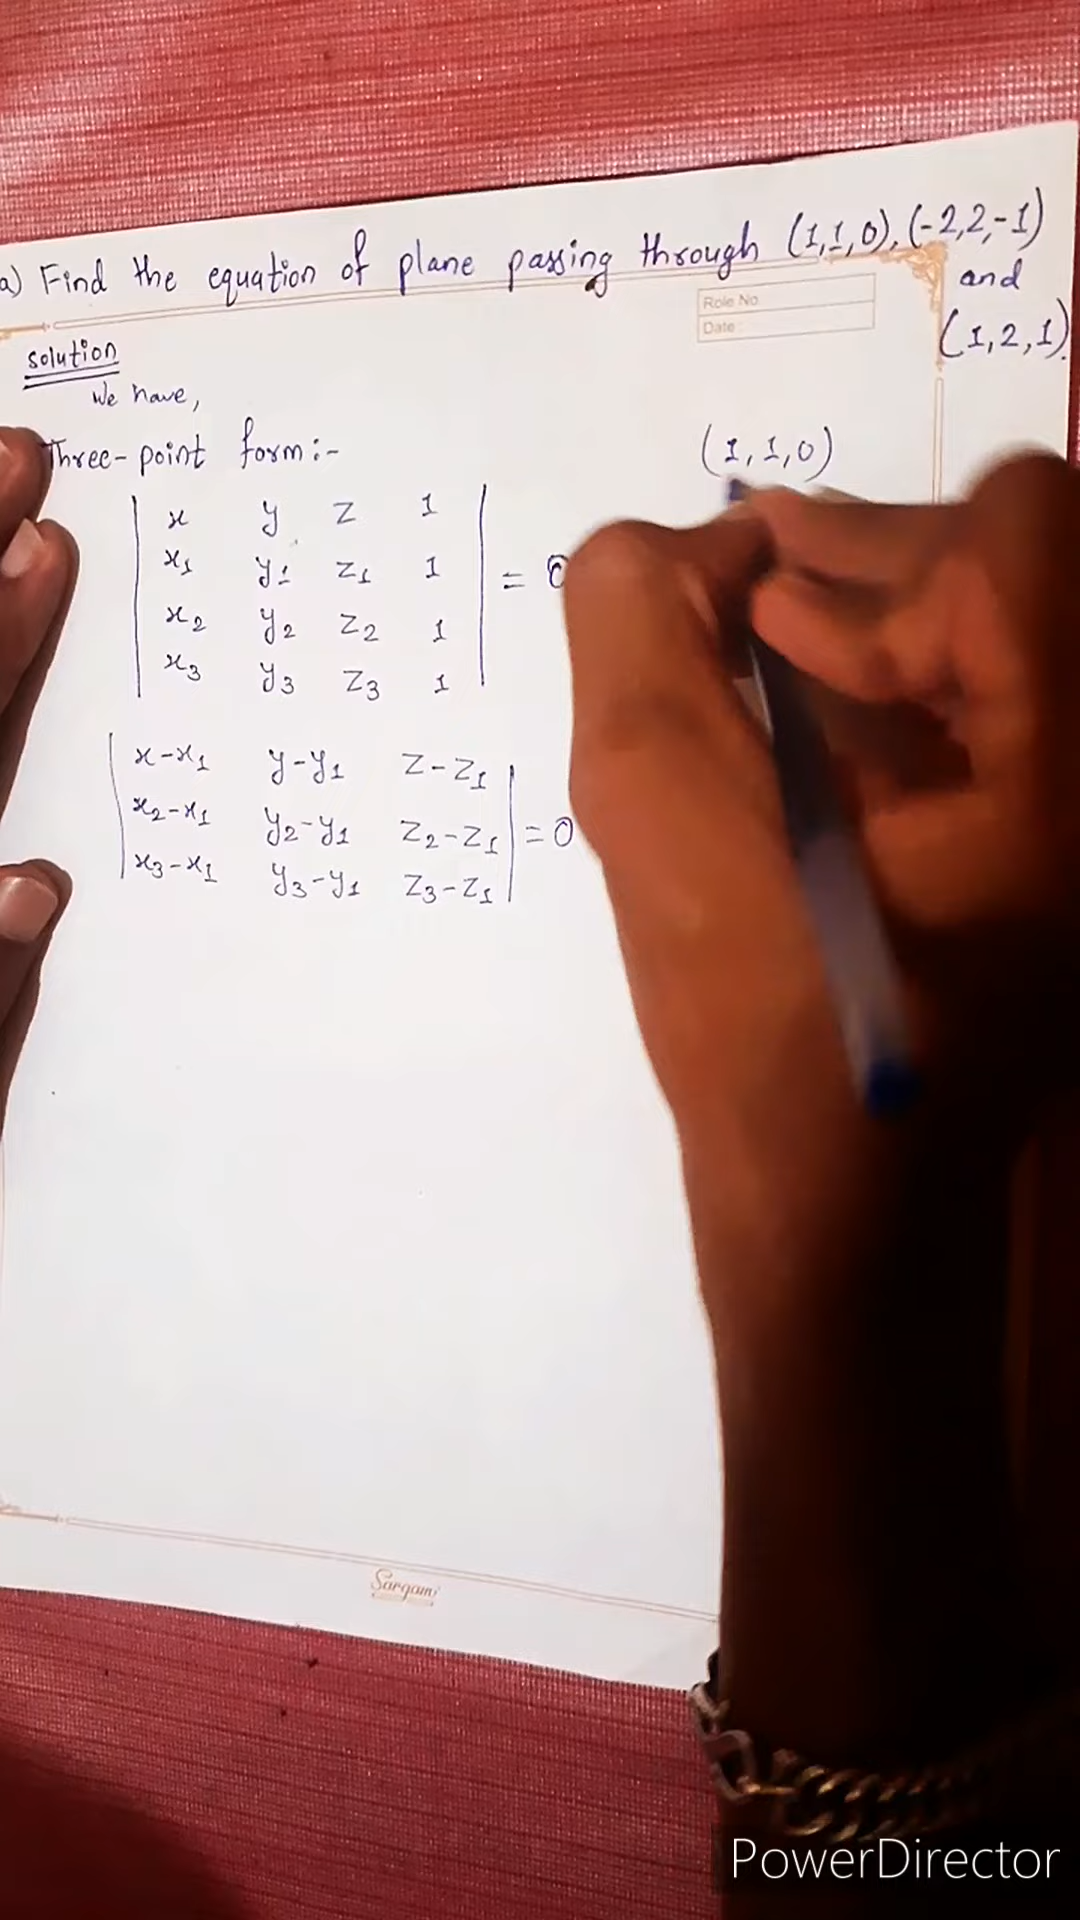 a) Find the equation of plane passing through (1,1,0), (-2,2,-1)
and
(1,2,1).
Role No
Date :
solution
We have,
Three-point form:-
(1,1,0)
x y z 1
x₁ y₁ z₁ 1
x₂ y₂ z₂ 1
x₃ y₃ z₃ 1
= 0
x-x₁ y-y₁ z-z₁
x₂-x₁ y₂-y₁ z₂-z₁
x₃-x₁ y₃-y₁ z₃-z₁
= 0
Sargam
PowerDirector